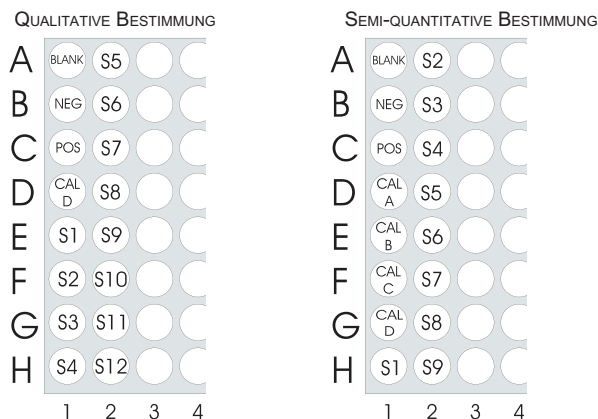 QUALITATIVE BESTIMMUNG
A BLANK S5
B NEG S6
C POS S7
D CAL D S8
E S1 S9
F S2 S10
G S3 S11
H S4 S12
1 2 3 4
SEMI-QUANTITATIVE BESTIMMUNG
A BLANK S2
B NEG S3
C POS S4
D CAL A S5
E CAL B S6
F CAL C S7
G CAL D S8
H S1 S9
1 2 3 4